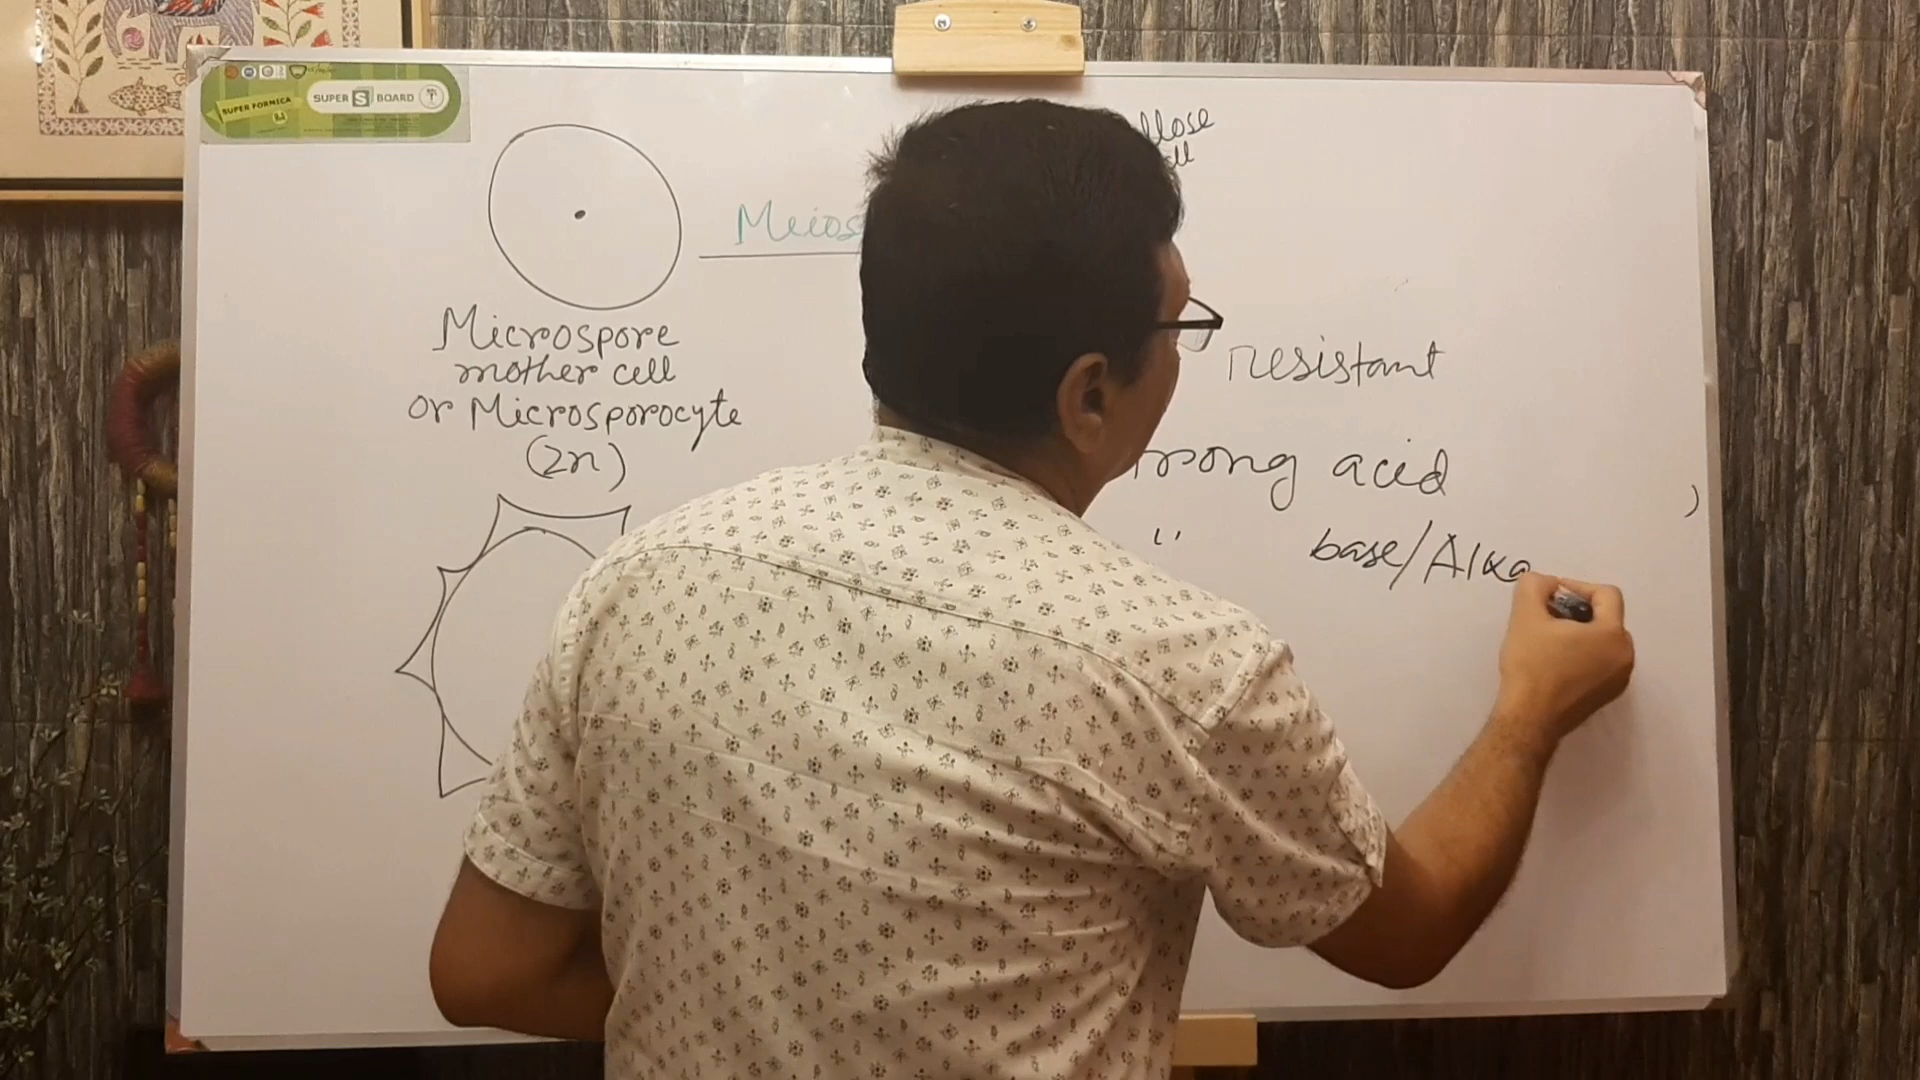 SUPER FORMICA
SUPER S BOARD
Meios
Microspore
mother cell
or Microsporocyte
(2n)
llose
ll
resistant
rong acid
" base/Alka